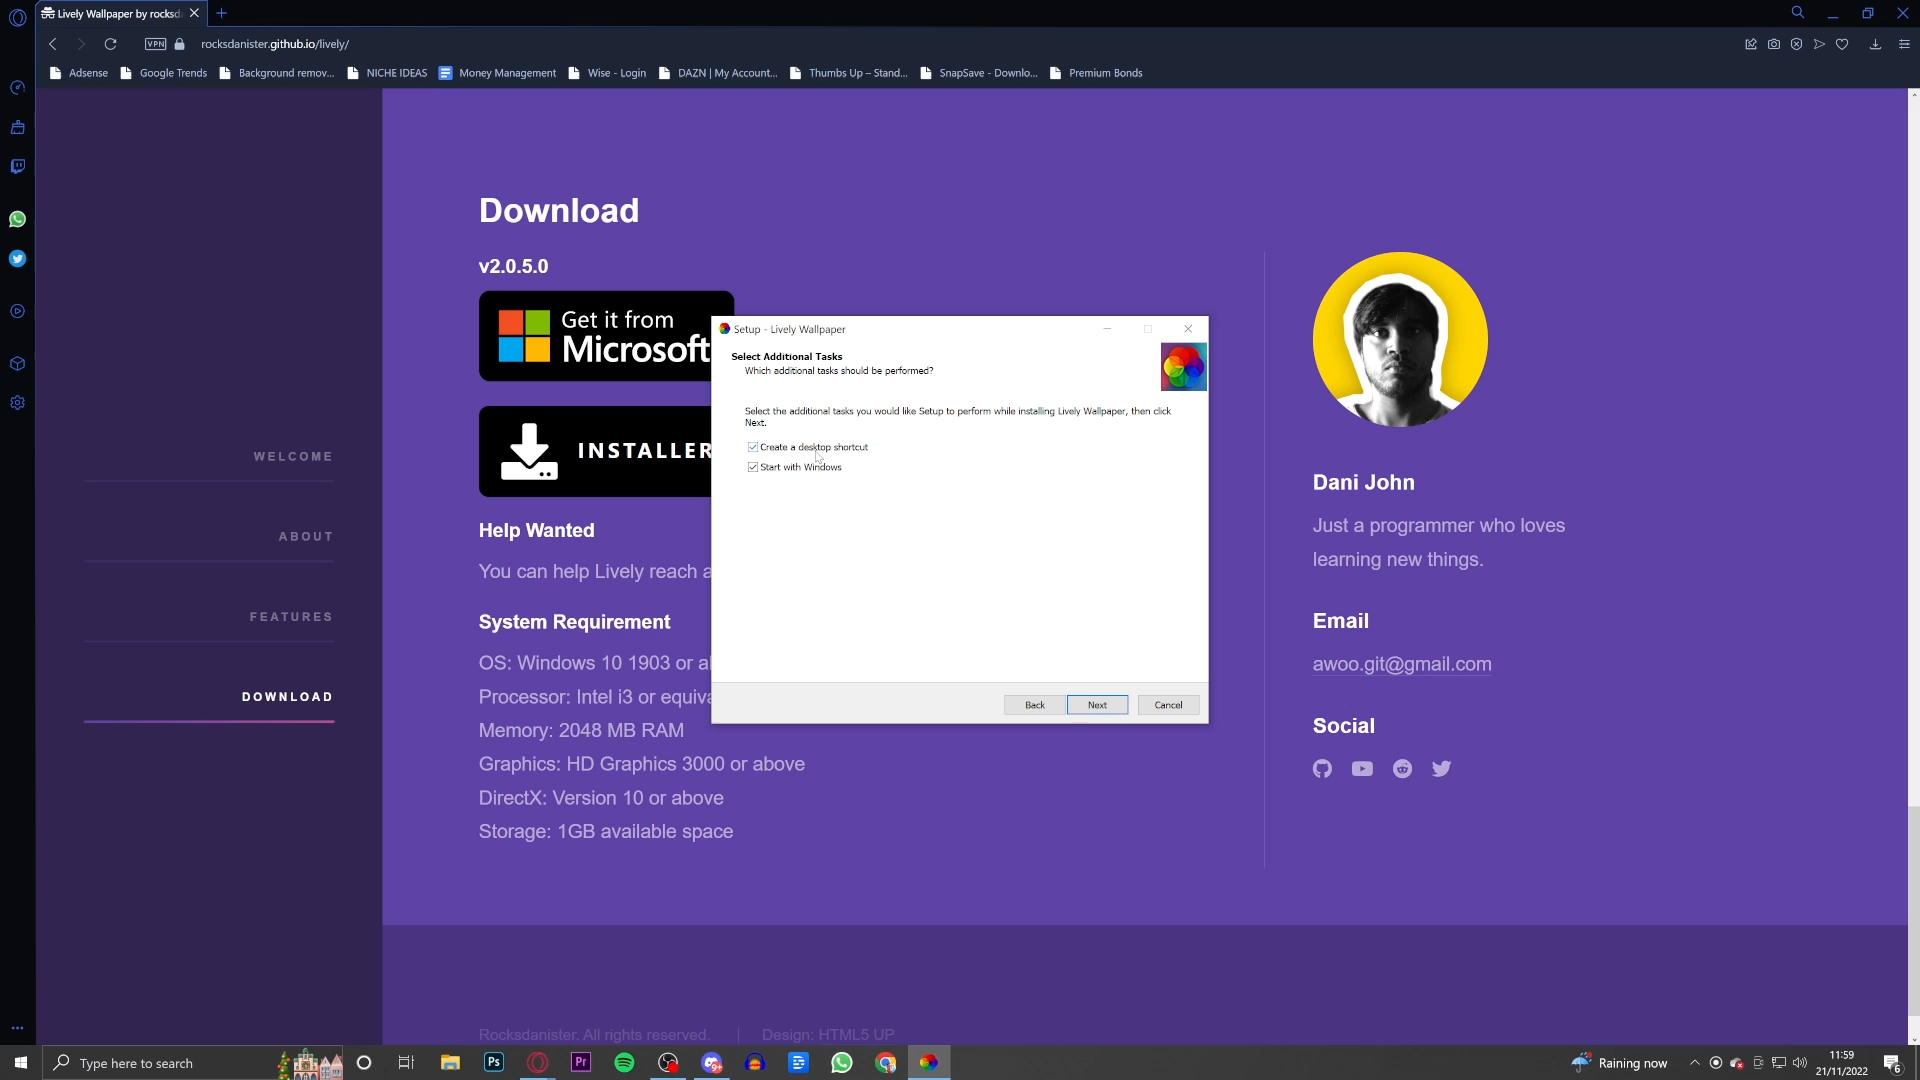 Lively Wallpaper by rocksd
VPN
rocksdanister.github.io/lively/
Adsense
Google Trends
Background remov...
NICHE IDEAS
Money Management
Wise - Login
DAZN | My Account...
Thumbs Up – Stand...
SnapSave - Downlo...
Premium Bonds
WELCOME
ABOUT
FEATURES
DOWNLOAD
Download
v2.0.5.0
Get it from
Microsoft
INSTALLER
Help Wanted
You can help Lively reach a
System Requirement
OS: Windows 10 1903 or a
Processor: Intel i3 or equiva
Memory: 2048 MB RAM
Graphics: HD Graphics 3000 or above
DirectX: Version 10 or above
Storage: 1GB available space
Setup - Lively Wallpaper
Select Additional Tasks
Which additional tasks should be performed?
Select the additional tasks you would like Setup to perform while installing Lively Wallpaper, then click
Next.
Create a desktop shortcut
Start with Windows
Back
Next
Cancel
Dani John
Just a programmer who loves
learning new things.
Email
awoo.git@gmail.com
Social
Rocksdanister. All rights reserved.
Design: HTML5 UP
Type here to search
Ps
Pr
Raining now
11:59
21/11/2022
6